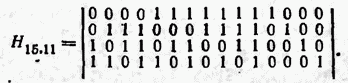 H₁₅.₁₁ = | 0 0 0 0 1 1 1 1 1 1 1 1 0 0 0 |
| 0 1 1 1 0 0 0 1 1 1 1 0 1 0 0 |
| 1 0 1 1 0 1 1 0 0 1 1 0 0 1 0 |
| 1 1 0 1 1 0 1 0 1 0 1 0 0 0 1 | .